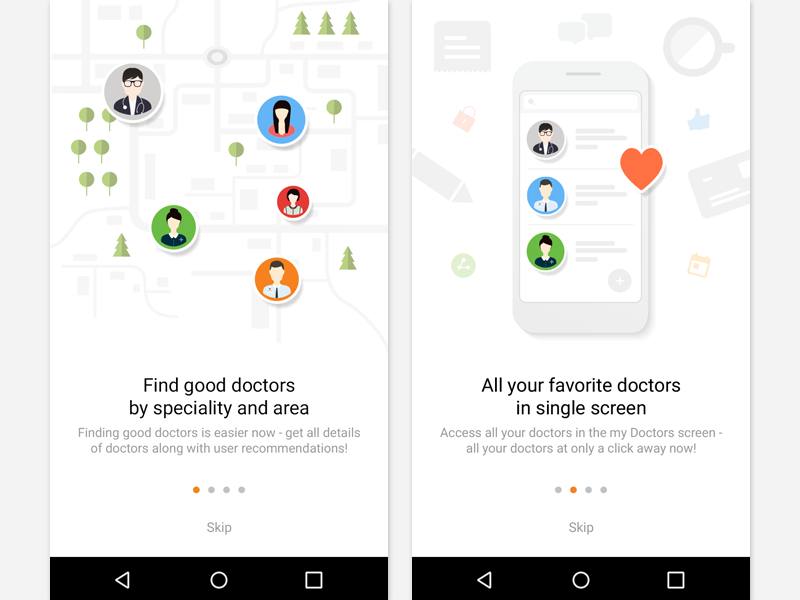 Find good doctors
by speciality and area
Finding good doctors is easier now - get all details
of doctors along with user recommendations!
Skip
All your favorite doctors
in single screen
Access all your doctors in the my Doctors screen -
all your doctors at only a click away now!
Skip